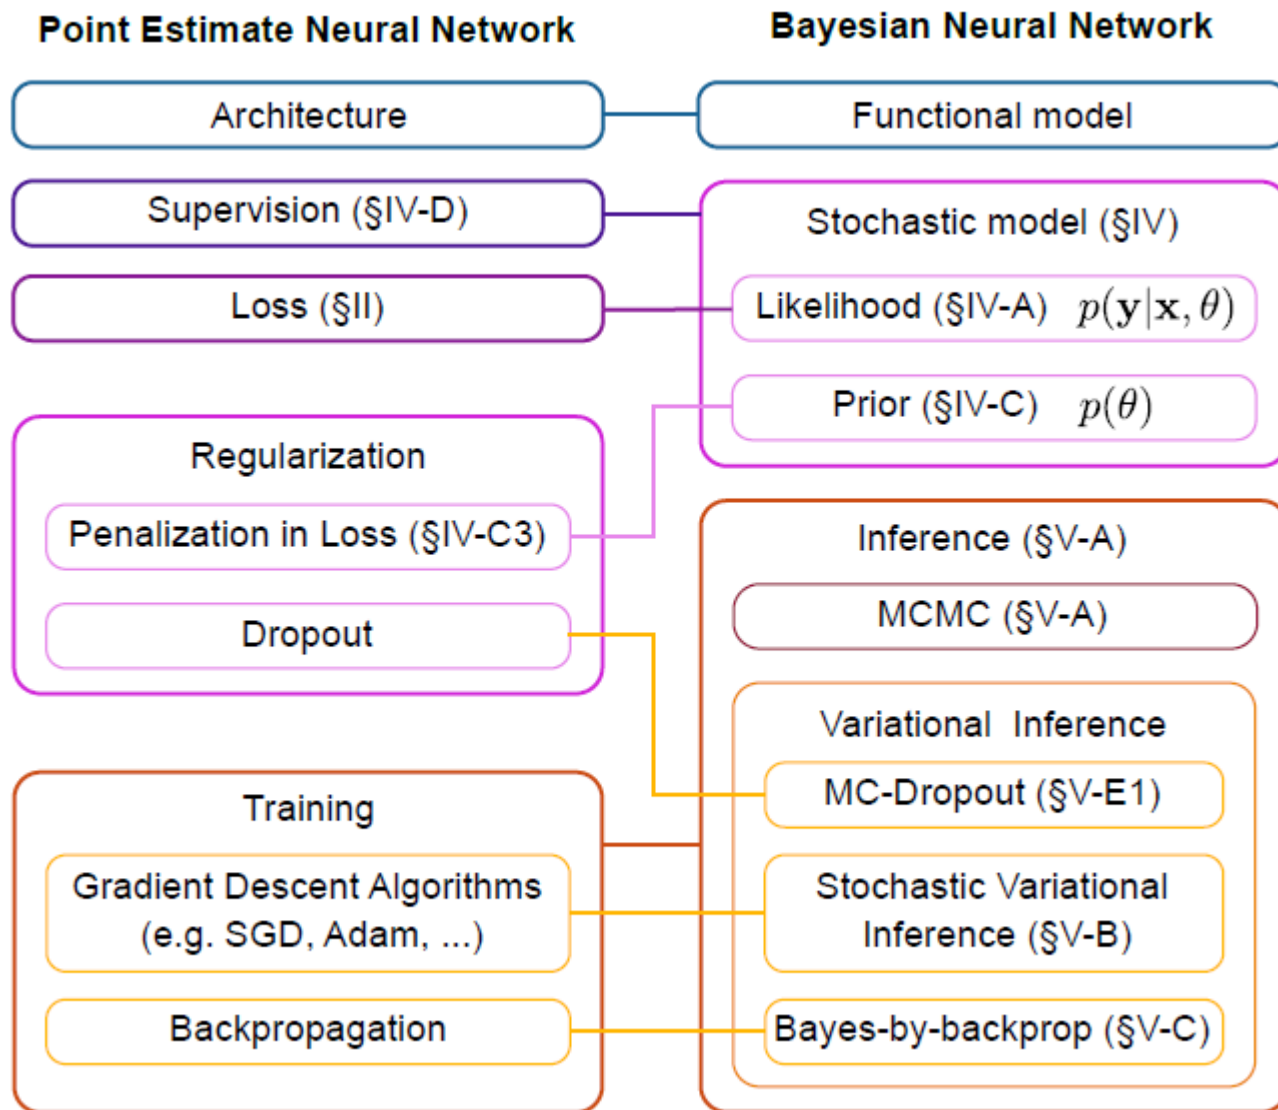 Point Estimate Neural Network
Architecture
Supervision (§IV-D)
Loss (§II)
Regularization
Penalization in Loss (§IV-C3)
Dropout
Training
Gradient Descent Algorithms
(e.g. SGD, Adam, ...)
Backpropagation
Bayesian Neural Network
Functional model
Stochastic model (§IV)
Likelihood (§IV-A) p(y|x, θ)
Prior (§IV-C) p(θ)
Inference (§V-A)
MCMC (§V-A)
Variational Inference
MC-Dropout (§V-E1)
Stochastic Variational
Inference (§V-B)
Bayes-by-backprop (§V-C)